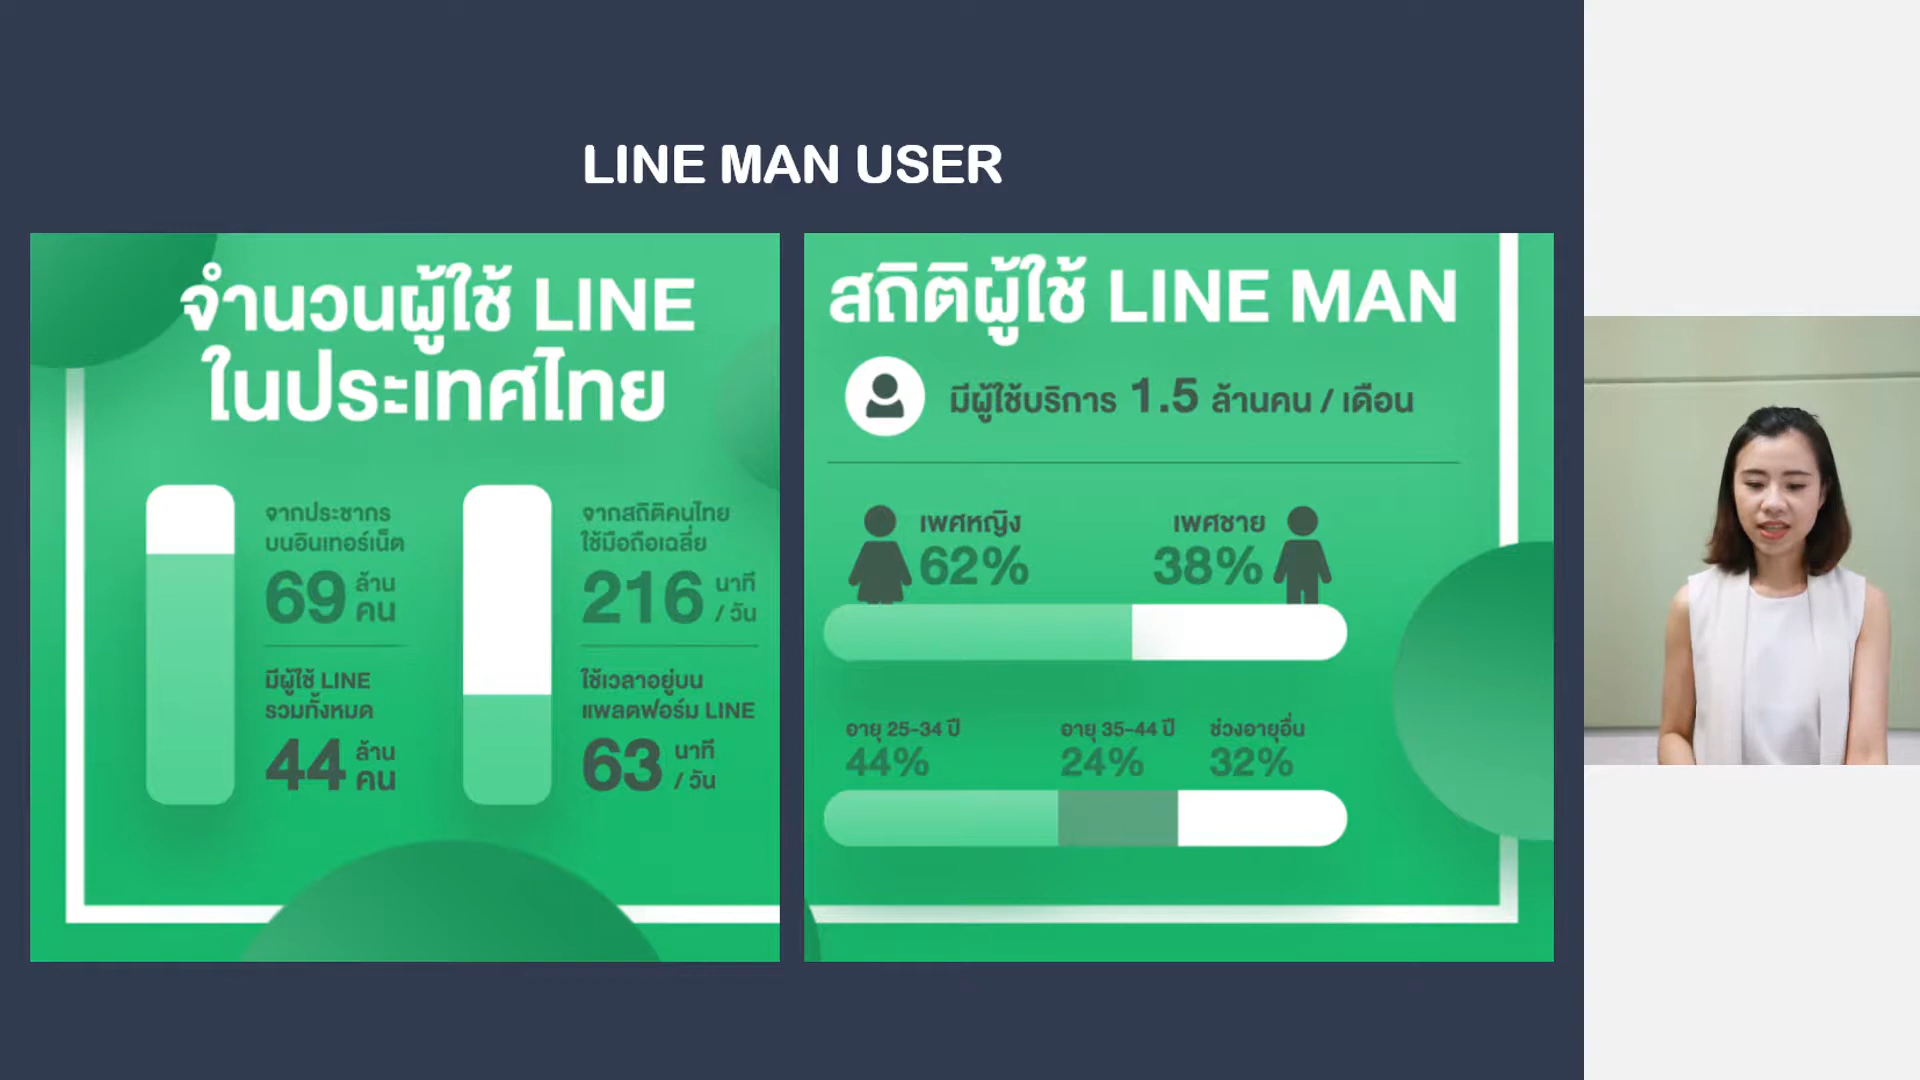 LINE MAN USER
จำนวนผู้ใช้ LINE
ในประเทศไทย
จากประชากร
บนอินเทอร์เน็ต
69 ล้าน
คน
มีผู้ใช้ LINE
รวมทั้งหมด
44 ล้าน
คน
จากสถิติคนไทย
ใช้มือถือเฉลี่ย
216 นาที
/ วัน
ใช้เวลาอยู่บน
แพลตฟอร์ม LINE
63 นาที
/ วัน
สถิติผู้ใช้ LINE MAN
มีผู้ใช้บริการ 1.5 ล้านคน / เดือน
เพศหญิง
62%
เพศชาย
38%
อายุ 25-34 ปี
44%
อายุ 35-44 ปี
24%
ช่วงอายุอื่น
32%